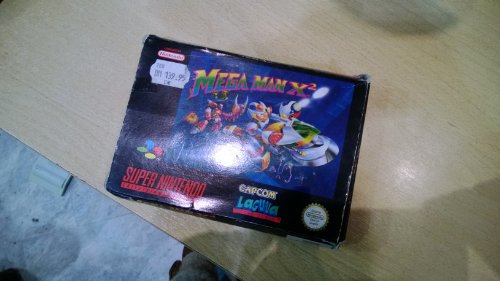 Nintendo
DM 139.95
MEGA MAN X²
SUPER NINTENDO
CAPCOM
LAGUNA